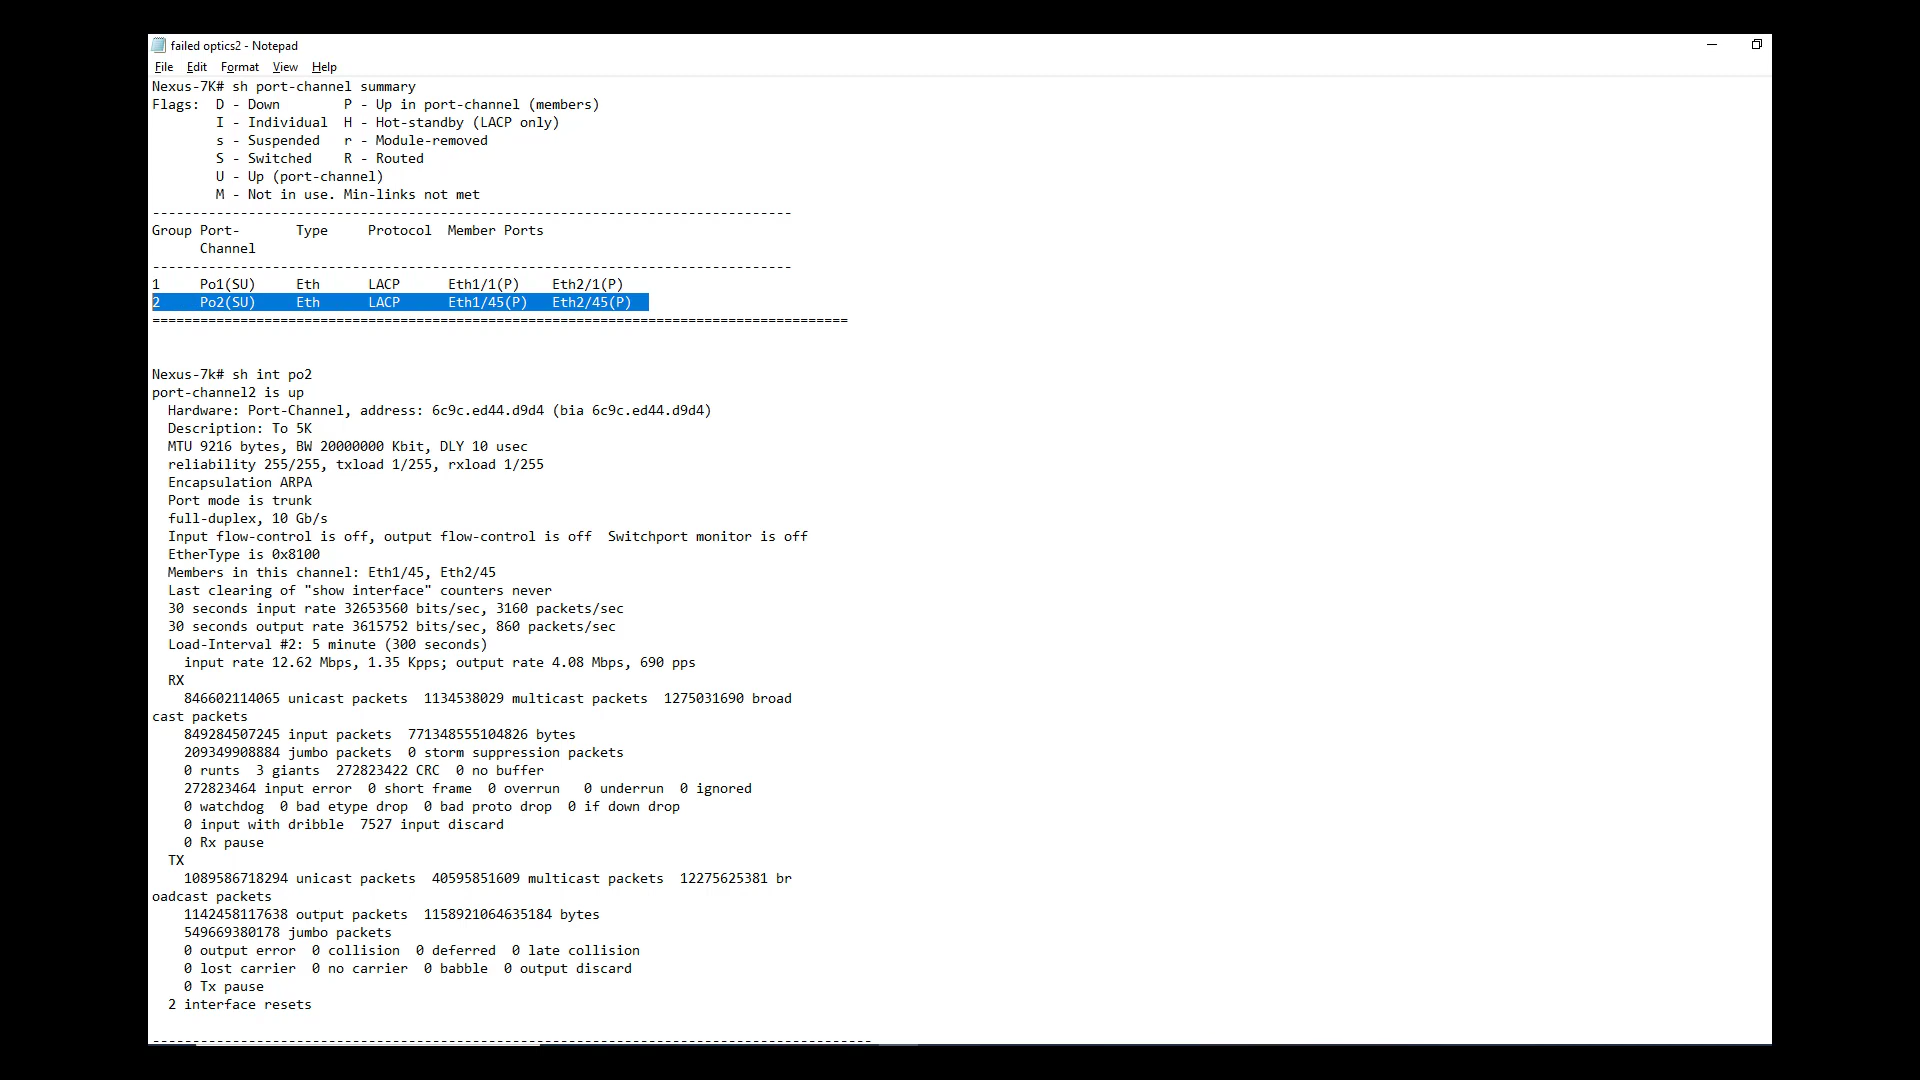 failed optics2 - Notepad
File Edit Format View Help
Nexus-7K# sh port-channel summary
Flags:  D - Down        P - Up in port-channel (members)
        I - Individual  H - Hot-standby (LACP only)
        s - Suspended   r - Module-removed
        S - Switched    R - Routed
        U - Up (port-channel)
        M - Not in use. Min-links not met
--------------------------------------------------------------------------------
Group Port-       Type     Protocol  Member Ports
      Channel
--------------------------------------------------------------------------------
1     Po1(SU)     Eth      LACP      Eth1/1(P)    Eth2/1(P)
2     Po2(SU)     Eth      LACP      Eth1/45(P)   Eth2/45(P)
=======================================================================================
Nexus-7k# sh int po2
port-channel2 is up
  Hardware: Port-Channel, address: 6c9c.ed44.d9d4 (bia 6c9c.ed44.d9d4)
  Description: To 5K
  MTU 9216 bytes, BW 20000000 Kbit, DLY 10 usec
  reliability 255/255, txload 1/255, rxload 1/255
  Encapsulation ARPA
  Port mode is trunk
  full-duplex, 10 Gb/s
  Input flow-control is off, output flow-control is off  Switchport monitor is off
  EtherType is 0x8100
  Members in this channel: Eth1/45, Eth2/45
  Last clearing of "show interface" counters never
  30 seconds input rate 32653560 bits/sec, 3160 packets/sec
  30 seconds output rate 3615752 bits/sec, 860 packets/sec
  Load-Interval #2: 5 minute (300 seconds)
    input rate 12.62 Mbps, 1.35 Kpps; output rate 4.08 Mbps, 690 pps
  RX
    846602114065 unicast packets  1134538029 multicast packets  1275031690 broad
cast packets
    849284507245 input packets  771348555104826 bytes
    209349908884 jumbo packets  0 storm suppression packets
    0 runts  3 giants  272823422 CRC  0 no buffer
    272823464 input error  0 short frame  0 overrun   0 underrun  0 ignored
    0 watchdog  0 bad etype drop  0 bad proto drop  0 if down drop
    0 input with dribble  7527 input discard
    0 Rx pause
  TX
    1089586718294 unicast packets  40595851609 multicast packets  12275625381 br
oadcast packets
    1142458117638 output packets  1158921064635184 bytes
    549669380178 jumbo packets
    0 output error  0 collision  0 deferred  0 late collision
    0 lost carrier  0 no carrier  0 babble  0 output discard
    0 Tx pause
  2 interface resets
------------------------------------------------------------------------------------------